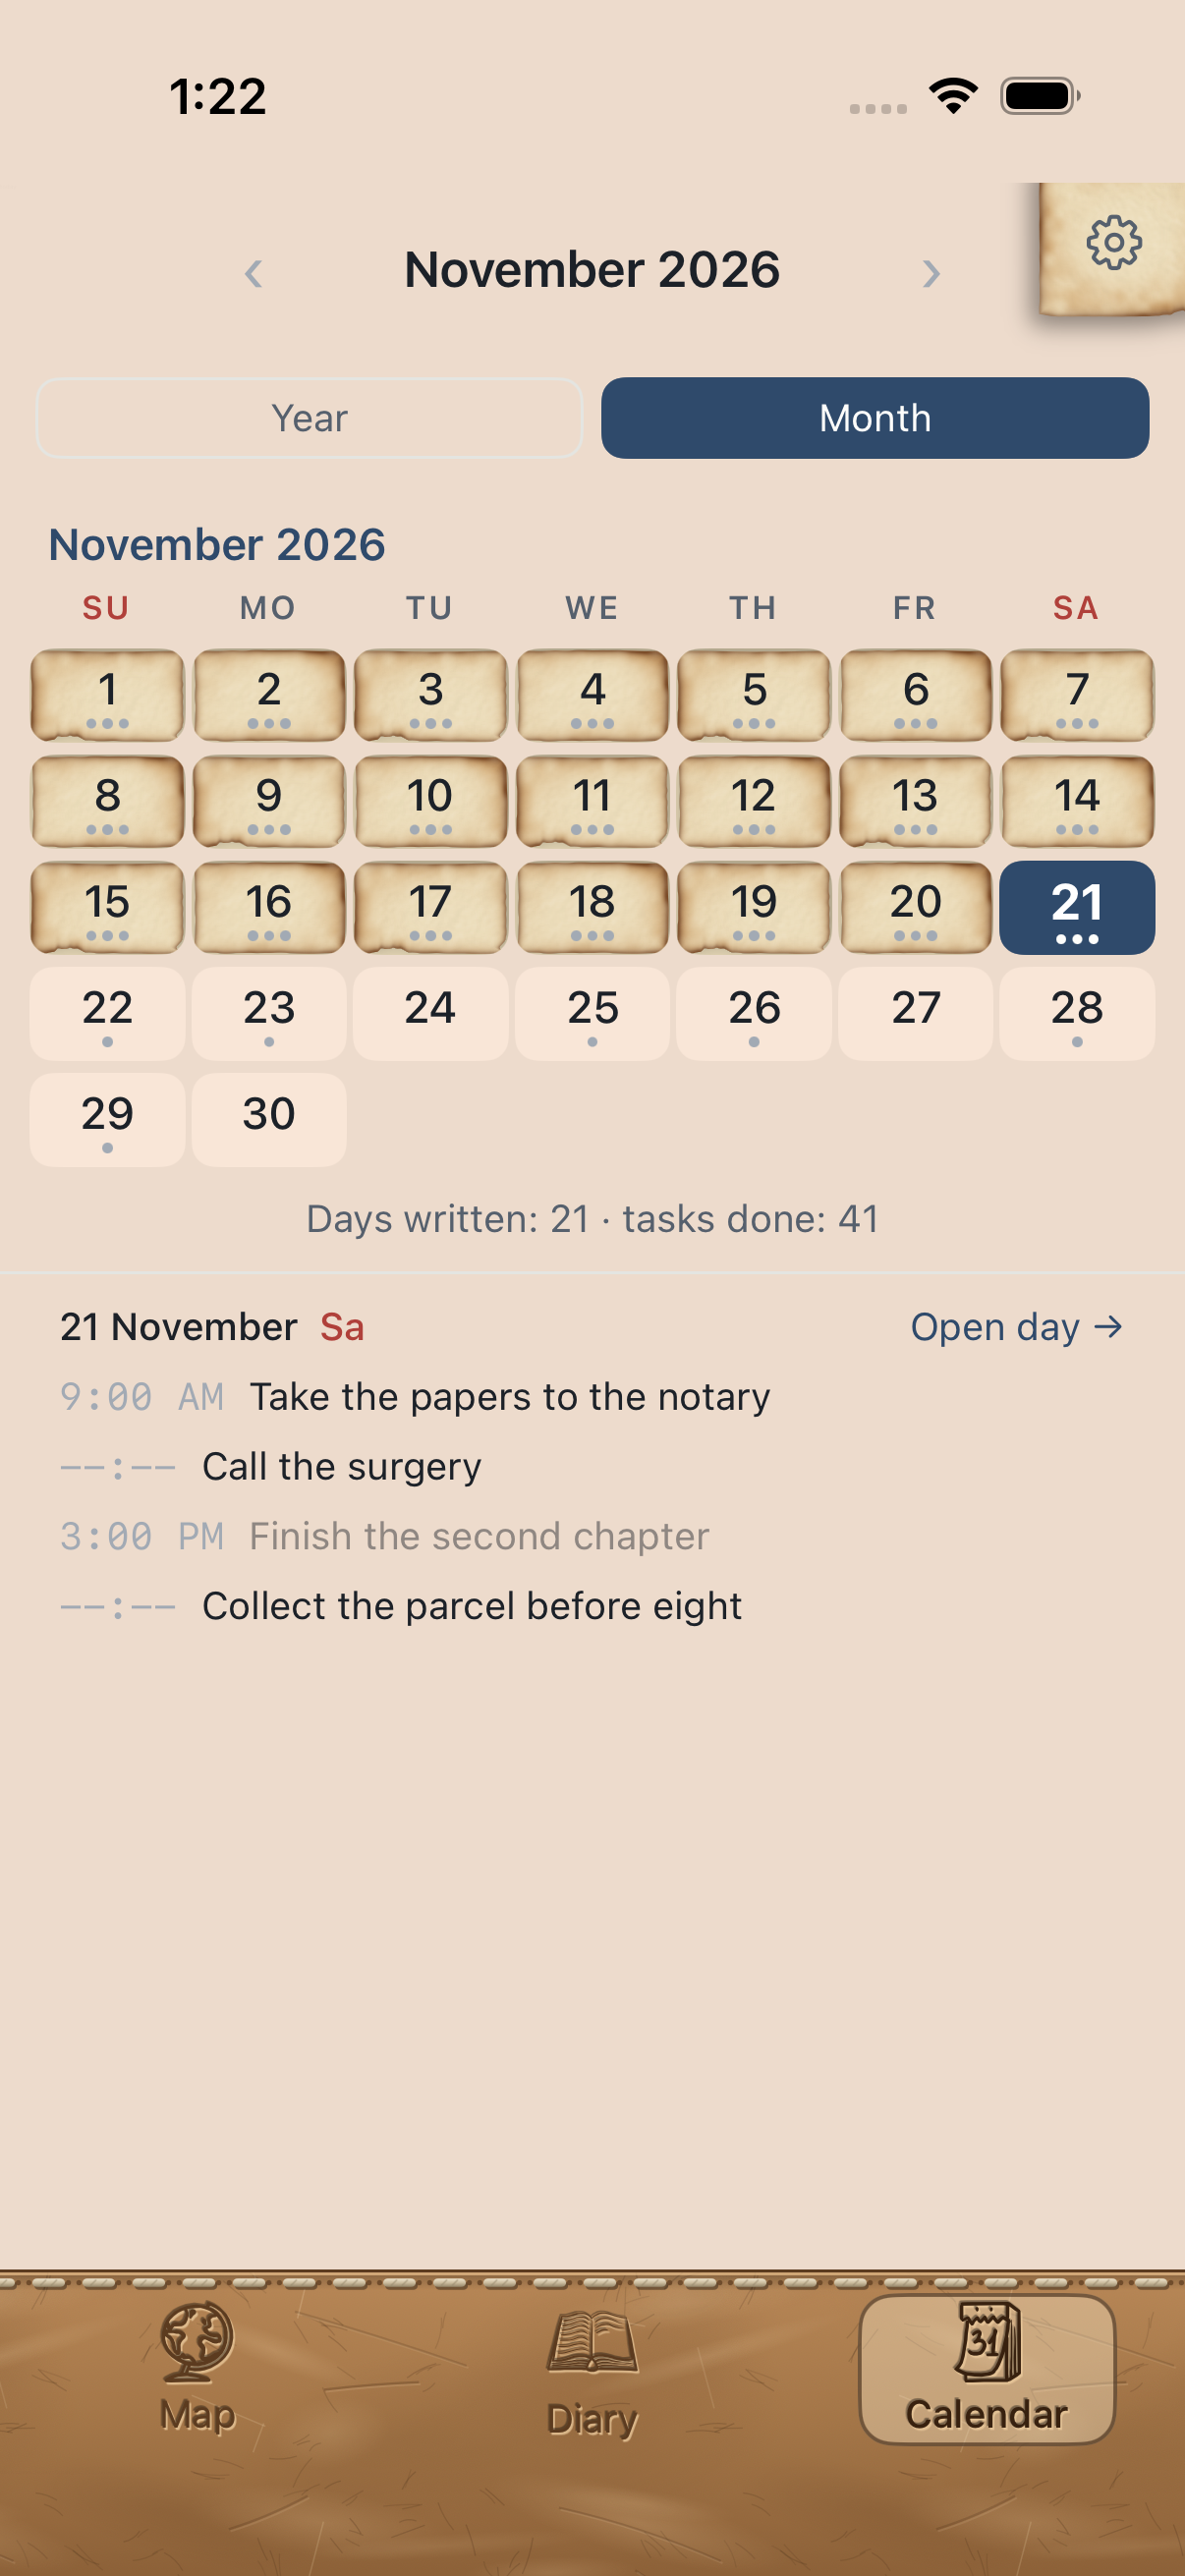 1:22
‹ November 2026 ›
Year Month
November 2026
SU MO TU WE TH FR SA
1 2 3 4 5 6 7
8 9 10 11 12 13 14
15 16 17 18 19 20 21
22 23 24 25 26 27 28
29 30
Days written: 21 · tasks done: 41
21 November Sa Open day →
9:00 AM Take the papers to the notary
––:–– Call the surgery
3:00 PM Finish the second chapter
––:–– Collect the parcel before eight
31
Map Diary Calendar